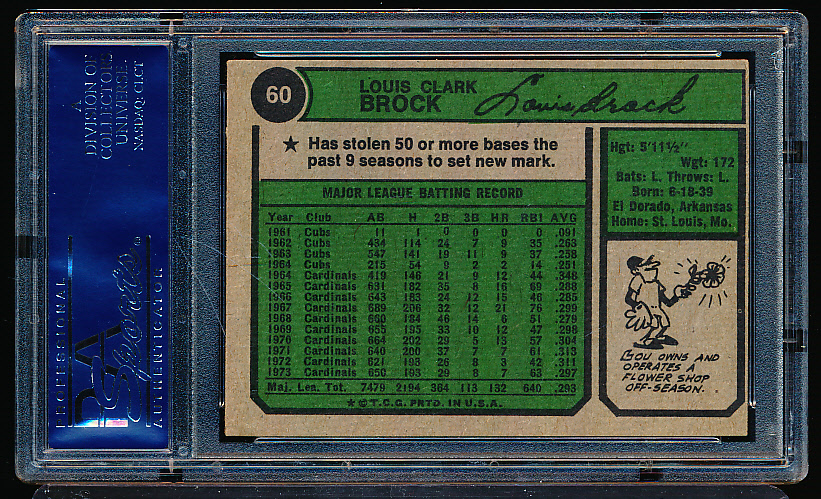 A
DIVISION OF
COLLECTORS
UNIVERSE
NASDAQ: CLCT
PROFESSIONAL
PSA
Sports
AUTHENTICATOR
60
LOUIS CLARK
BROCK
Louis Brock
★ Has stolen 50 or more bases the
past 9 seasons to set new mark.
MAJOR LEAGUE BATTING RECORD
Year Club AB H 2B 3B HR RBI AVG
1961 Cubs 11 1 0 0 0 0 .091
1962 Cubs 434 114 24 7 9 35 .263
1963 Cubs 547 141 19 11 9 37 .258
1964 Cubs 215 54 9 2 2 14 .251
1964 Cardinals 419 146 21 9 12 44 .348
1965 Cardinals 631 182 35 8 16 69 .288
1966 Cardinals 643 183 24 12 15 46 .285
1967 Cardinals 689 206 32 12 21 76 .299
1968 Cardinals 660 184 46 14 6 51 .279
1969 Cardinals 655 195 33 10 12 47 .298
1970 Cardinals 664 202 29 5 13 57 .304
1971 Cardinals 640 200 37 7 7 61 .313
1972 Cardinals 621 193 26 8 3 42 .311
1973 Cardinals 650 193 29 8 7 63 .297
Maj. Lea. Tot. 7479 2194 364 113 132 640 .293
★©T.C.G. PRTD. IN U.S.A.
Hgt: 5'11½"
Wgt: 172
Bats: L. Throws: L.
Born: 6-18-39
El Dorado, Arkansas
Home: St. Louis, Mo.
LOU OWNS AND
OPERATES A
FLOWER SHOP
OFF-SEASON.